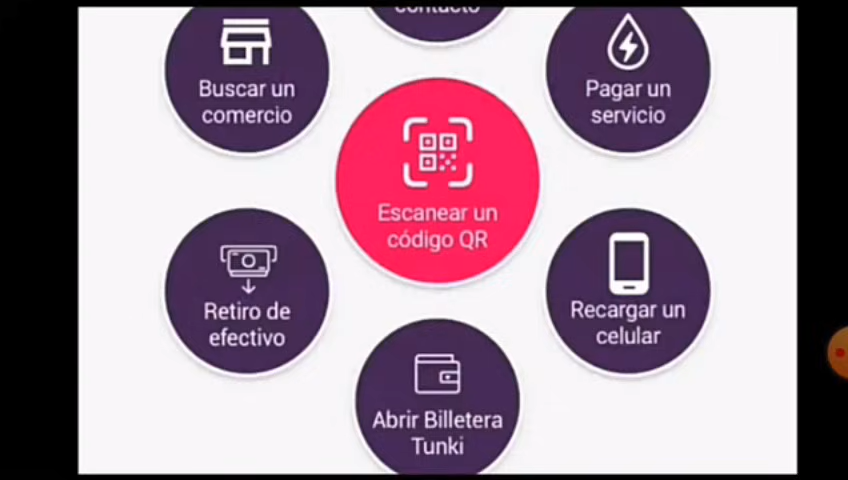 contacto
Buscar un
comercio
Pagar un
servicio
Escanear un
código QR
Retiro de
efectivo
Recargar un
celular
Abrir Billetera
Tunki